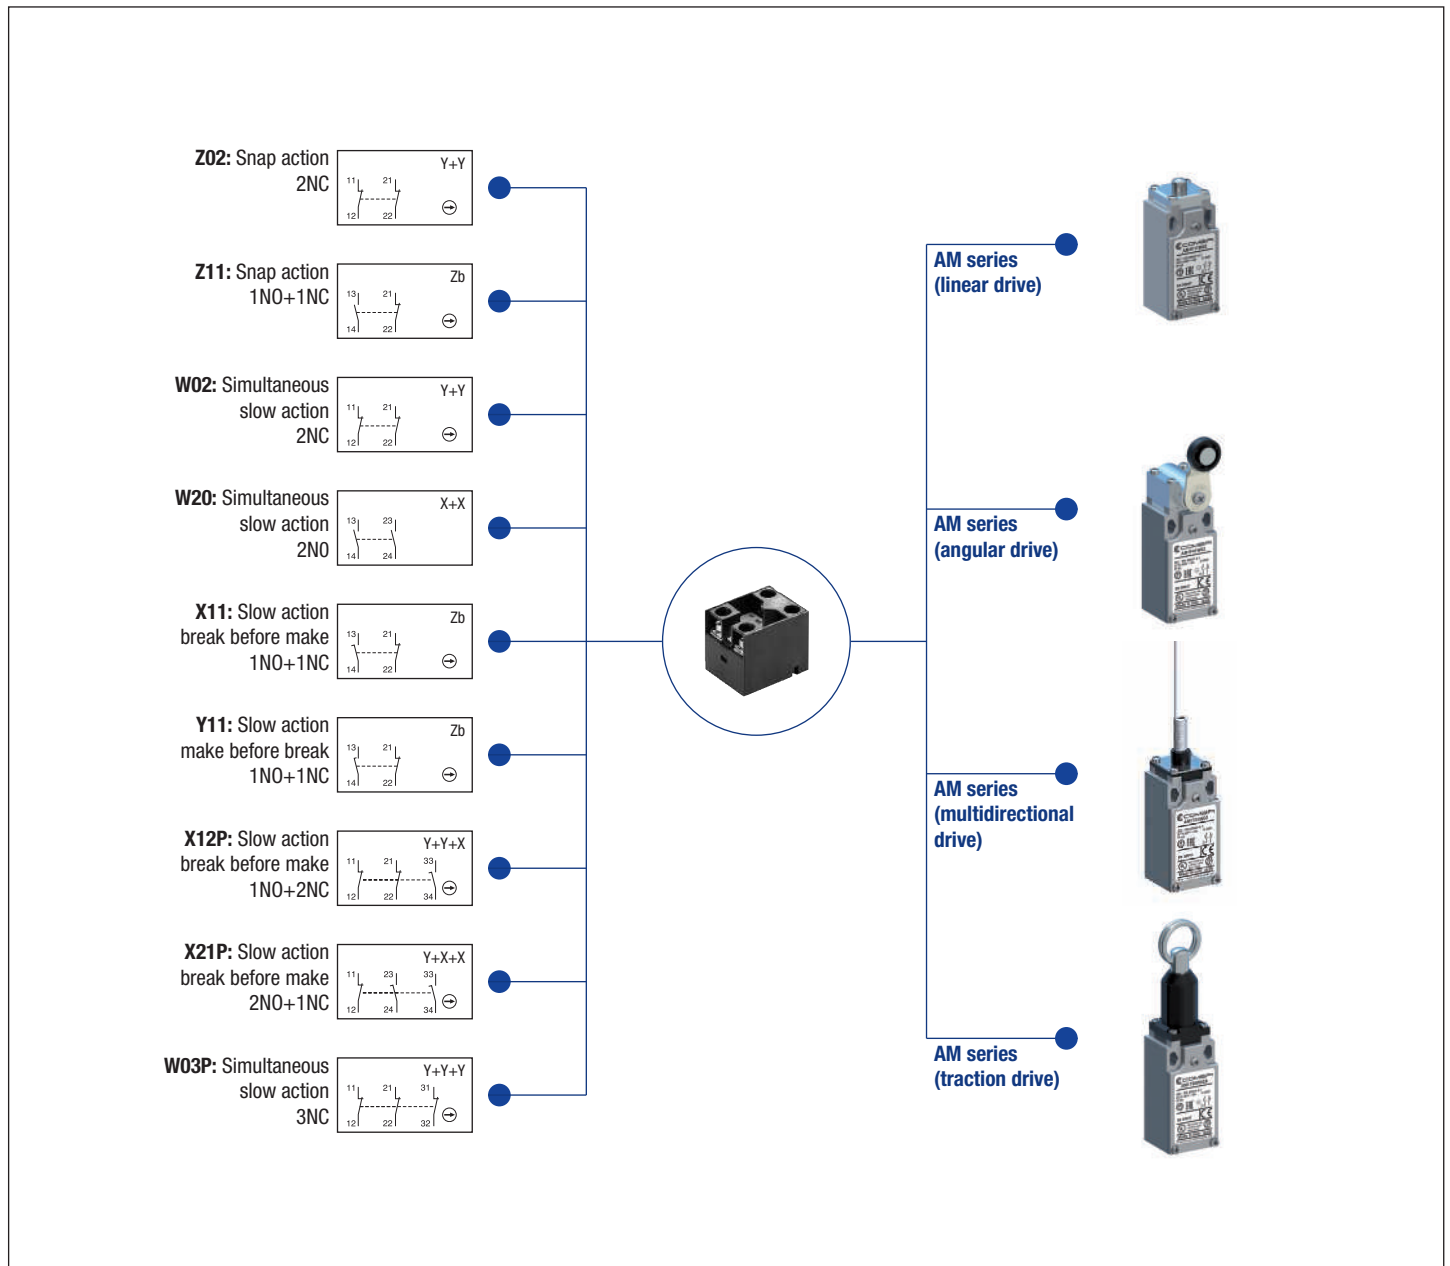 Z02: Snap action
2NC
Y+Y
11 21
12 22
Z11: Snap action
1NO+1NC
Zb
13 21
14 22
W02: Simultaneous
slow action
2NC
Y+Y
11 21
12 22
W20: Simultaneous
slow action
2NO
X+X
13 23
14 24
X11: Slow action
break before make
1NO+1NC
Zb
13 21
14 22
Y11: Slow action
make before break
1NO+1NC
Zb
13 21
14 22
X12P: Slow action
break before make
1NO+2NC
Y+Y+X
11 21 33
12 22 34
X21P: Slow action
break before make
2NO+1NC
Y+X+X
11 23 33
12 24 34
W03P: Simultaneous
slow action
3NC
Y+Y+Y
11 21 31
12 22 32
AM series
(linear drive)
AM series
(angular drive)
AM series
(multidirectional
drive)
AM series
(traction drive)